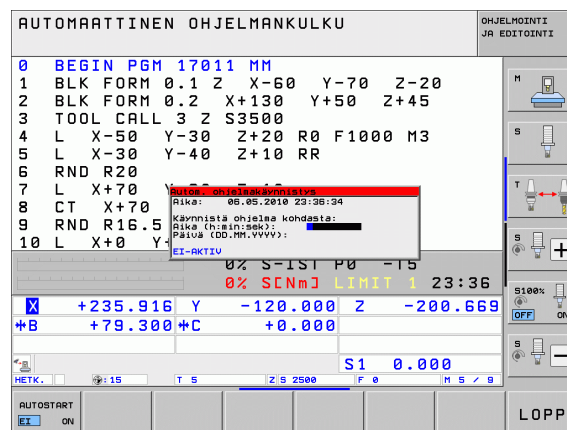 AUTOMAATTINEN OHJELMANKULKU
OHJELMOINTI
JA EDITOINTI
0 BEGIN PGM 17011 MM
1 BLK FORM 0.1 Z X-60 Y-70 Z-20
2 BLK FORM 0.2 X+130 Y+50 Z+45
3 TOOL CALL 3 Z S3500
4 L X-50 Y-30 Z+20 R0 F1000 M3
5 L X-30 Y-40 Z+10 RR
6 RND R20
7 L X+70
8 CT X+70
9 RND R16.5
10 L X+0 Y
Autom. ohjelmakäynnistys
Aika: 06.05.2010 23:36:34
Käynnistä ohjelma kohdasta:
Aika (h:min:sek):
Päivä (DD.MM.YYYY):
EI-AKTIV
0% S-IST P0 -T5
0% S[Nm] LIMIT 1 23:36
X +235.916 Y -120.000 Z -200.669
*B +79.300 *C +0.000
S1 0.000
HETK. :15 T 5 Z S 2500 F 0 M 5 / 9
M
S
T
S
S100%
OFF ON
S
AUTOSTART
EI ON
LOPP